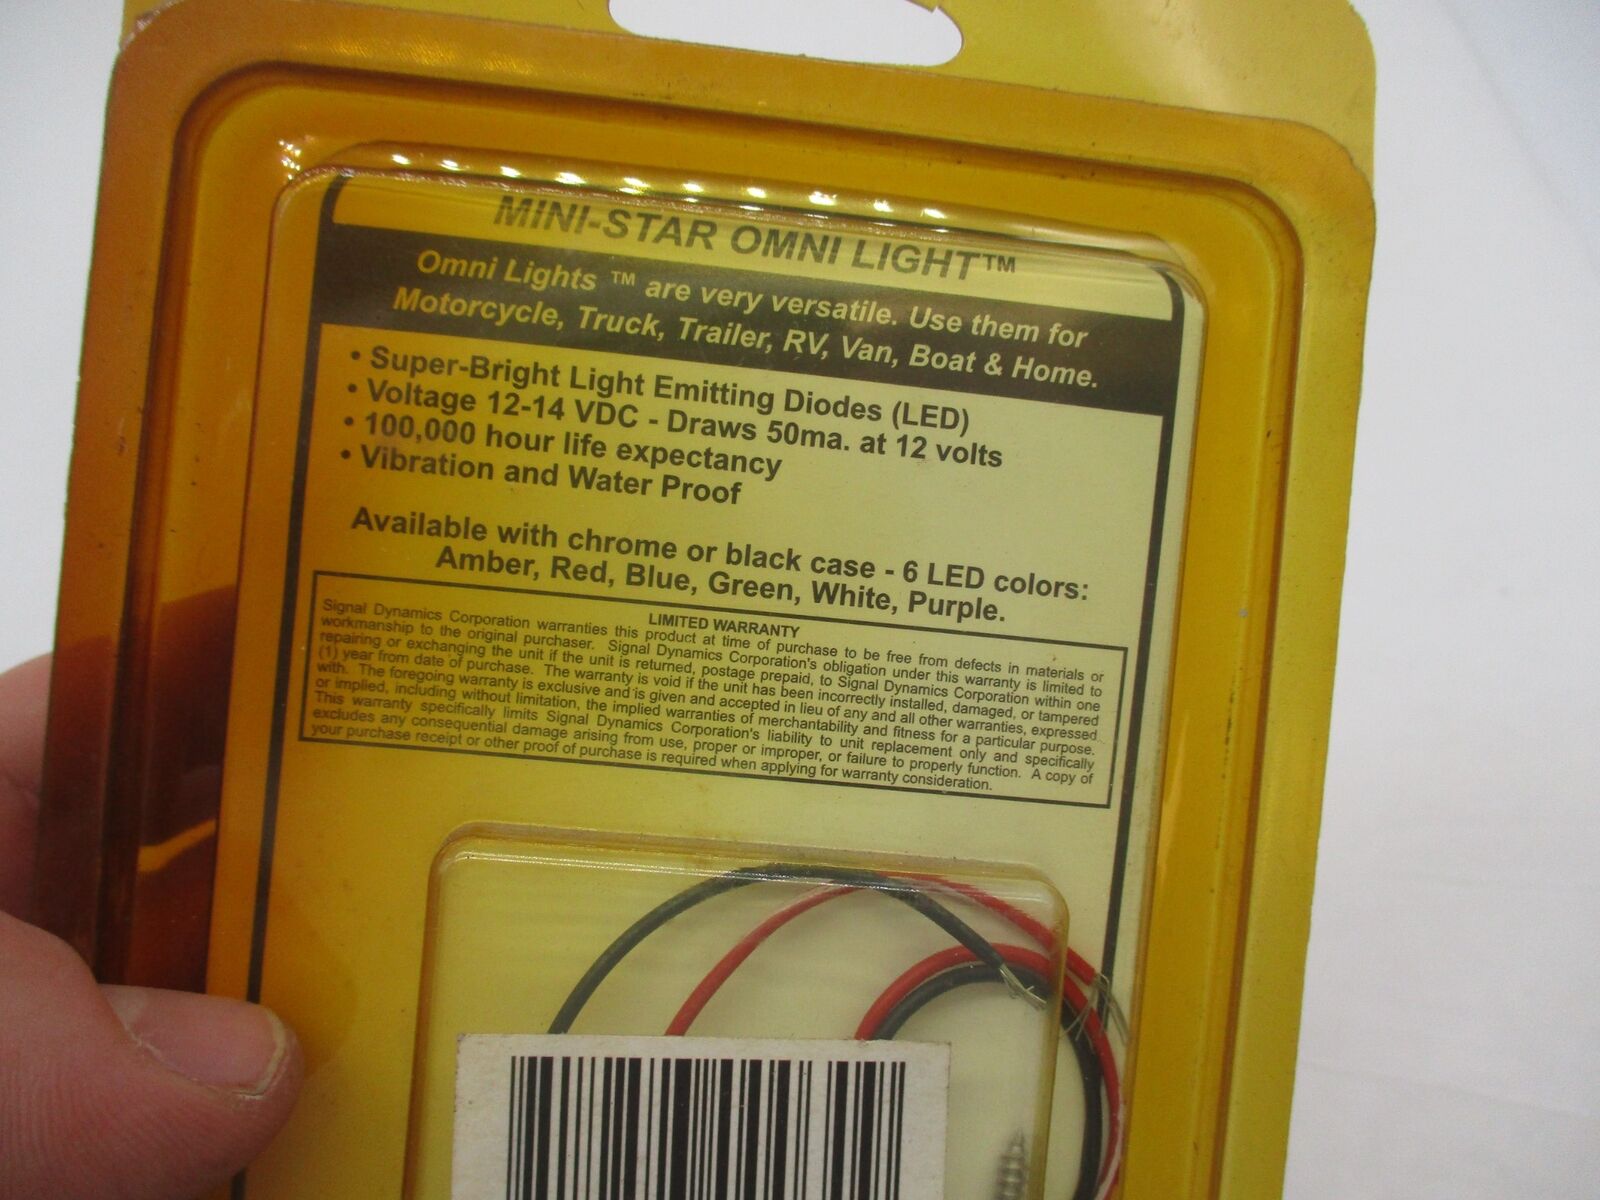 MINI-STAR OMNI LIGHT™
Omni Lights ™ are very versatile. Use them for
Motorcycle, Truck, Trailer, RV, Van, Boat & Home.
• Super-Bright Light Emitting Diodes (LED)
• Voltage 12-14 VDC - Draws 50ma. at 12 volts
• 100,000 hour life expectancy
• Vibration and Water Proof
Available with chrome or black case - 6 LED colors:
Amber, Red, Blue, Green, White, Purple.
LIMITED WARRANTY
Signal Dynamics Corporation warranties this product at time of purchase to be free from defects in materials or
workmanship to the original purchaser. Signal Dynamics Corporation's obligation under this warranty is limited to
repairing or exchanging the unit if the unit is returned, postage prepaid, to Signal Dynamics Corporation within one
(1) year from date of purchase. The warranty is void if the unit has been incorrectly installed, damaged, or tampered
with. The foregoing warranty is exclusive and is given and accepted in lieu of any and all other warranties, expressed
or implied, including without limitation, the implied warranties of merchantability and fitness for a particular purpose.
This warranty specifically limits Signal Dynamics Corporation's liability to unit replacement only and specifically
excludes any consequential damage arising from use, proper or improper, or failure to properly function. A copy of
your purchase receipt or other proof of purchase is required when applying for warranty consideration.